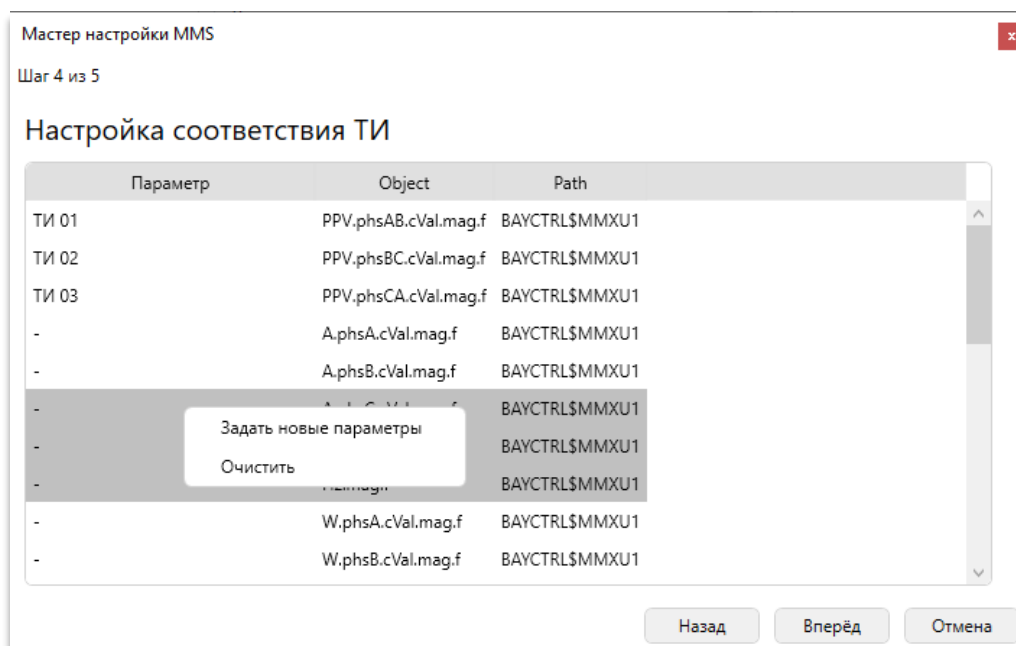 Мастер настройки MMS
x
Шаг 4 из 5
Настройка соответствия ТИ
Параметр Object Path
ТИ 01 PPV.phsAB.cVal.mag.f BAYCTRL$MMXU1
ТИ 02 PPV.phsBC.cVal.mag.f BAYCTRL$MMXU1
ТИ 03 PPV.phsCA.cVal.mag.f BAYCTRL$MMXU1
- A.phsA.cVal.mag.f BAYCTRL$MMXU1
- A.phsB.cVal.mag.f BAYCTRL$MMXU1
- BAYCTRL$MMXU1
Задать новые параметры
- BAYCTRL$MMXU1
Очистить
- BAYCTRL$MMXU1
- W.phsA.cVal.mag.f BAYCTRL$MMXU1
- W.phsB.cVal.mag.f BAYCTRL$MMXU1
Назад Вперёд Отмена